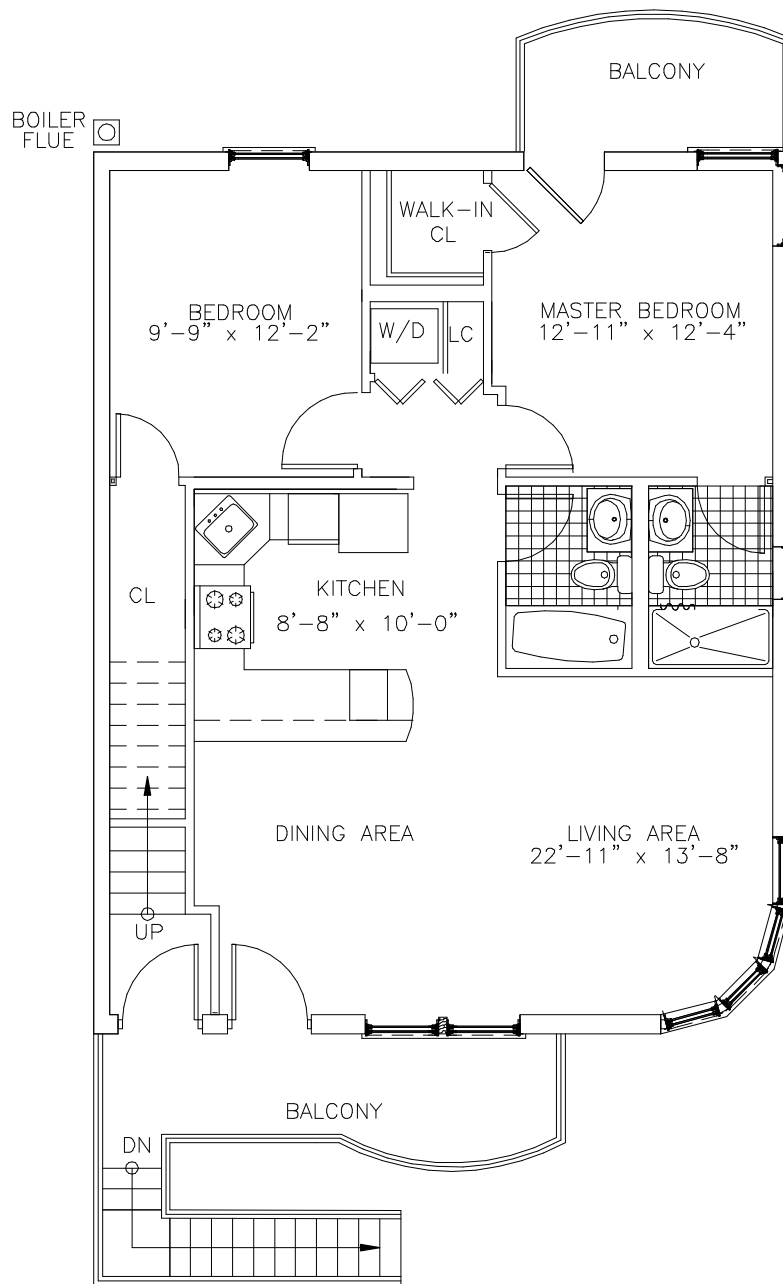 BALCONY
BOILER
FLUE
WALK-IN
CL
BEDROOM
9'-9" x 12'-2"
MASTER BEDROOM
12'-11" x 12'-4"
W/D
LC
CL
KITCHEN
8'-8" x 10'-0"
DINING AREA
LIVING AREA
22'-11" x 13'-8"
UP
BALCONY
DN